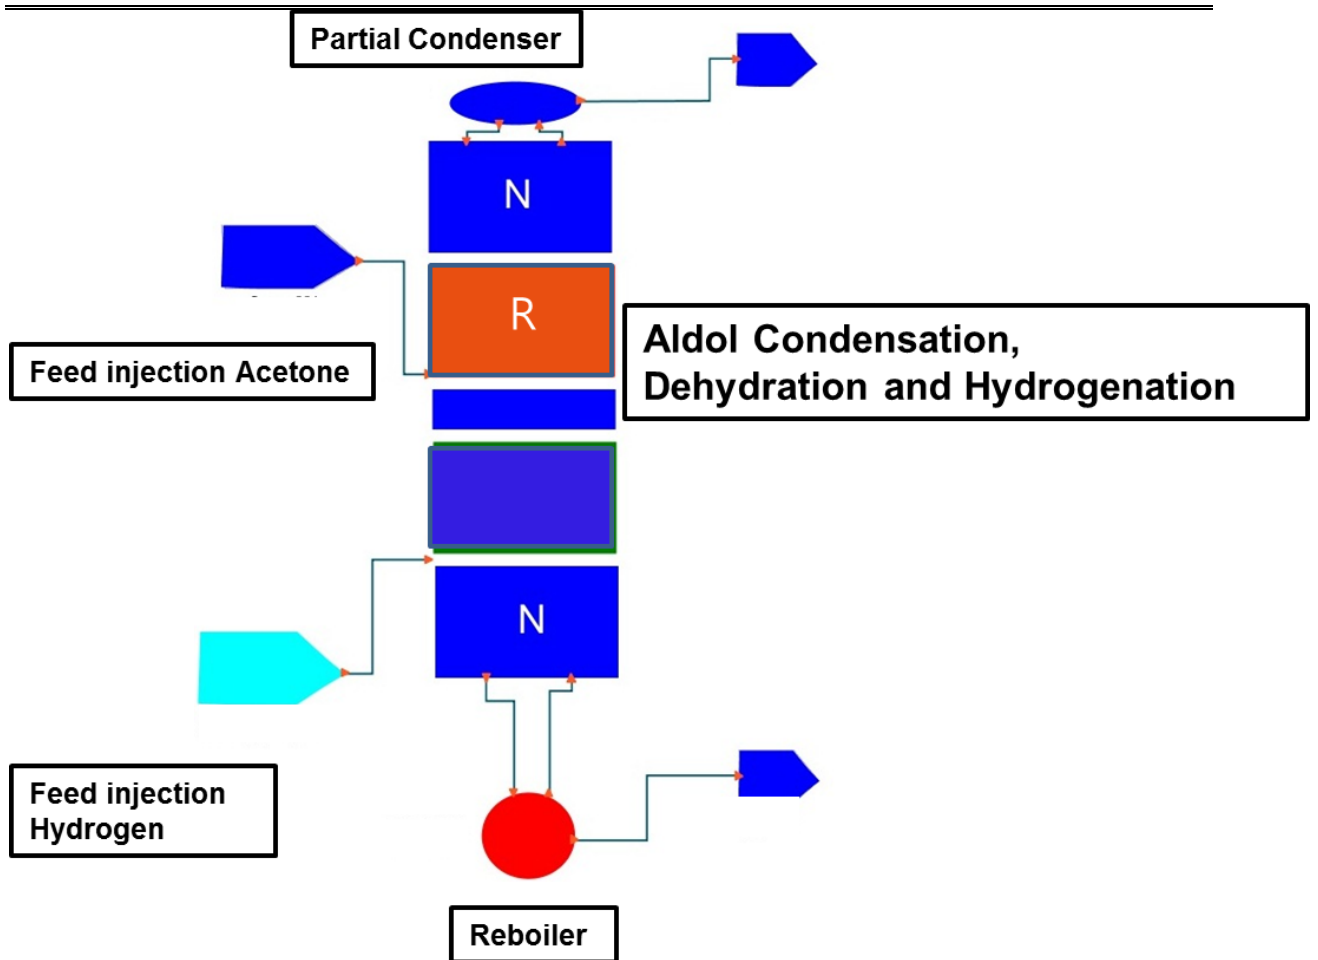 Partial Condenser
N
R
Feed injection Acetone
Aldol Condensation,
Dehydration and Hydrogenation
N
Feed injection
Hydrogen
Reboiler